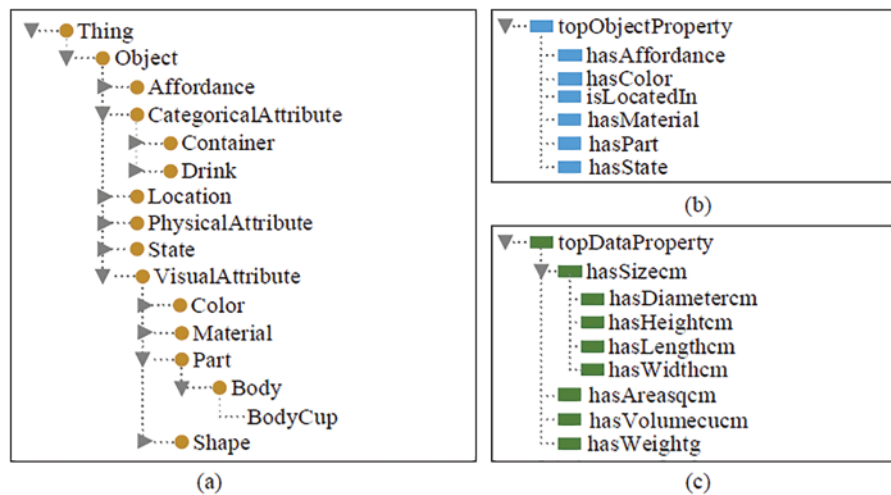 Thing
Object
Affordance
CategoricalAttribute
Container
Drink
Location
PhysicalAttribute
State
VisualAttribute
Color
Material
Part
Body
BodyCup
Shape
(a)
topObjectProperty
hasAffordance
hasColor
isLocatedIn
hasMaterial
hasPart
hasState
(b)
topDataProperty
hasSizecm
hasDiametercm
hasHeightcm
hasLengthcm
hasWidthcm
hasAreasqcm
hasVolumecucm
hasWeightg
(c)